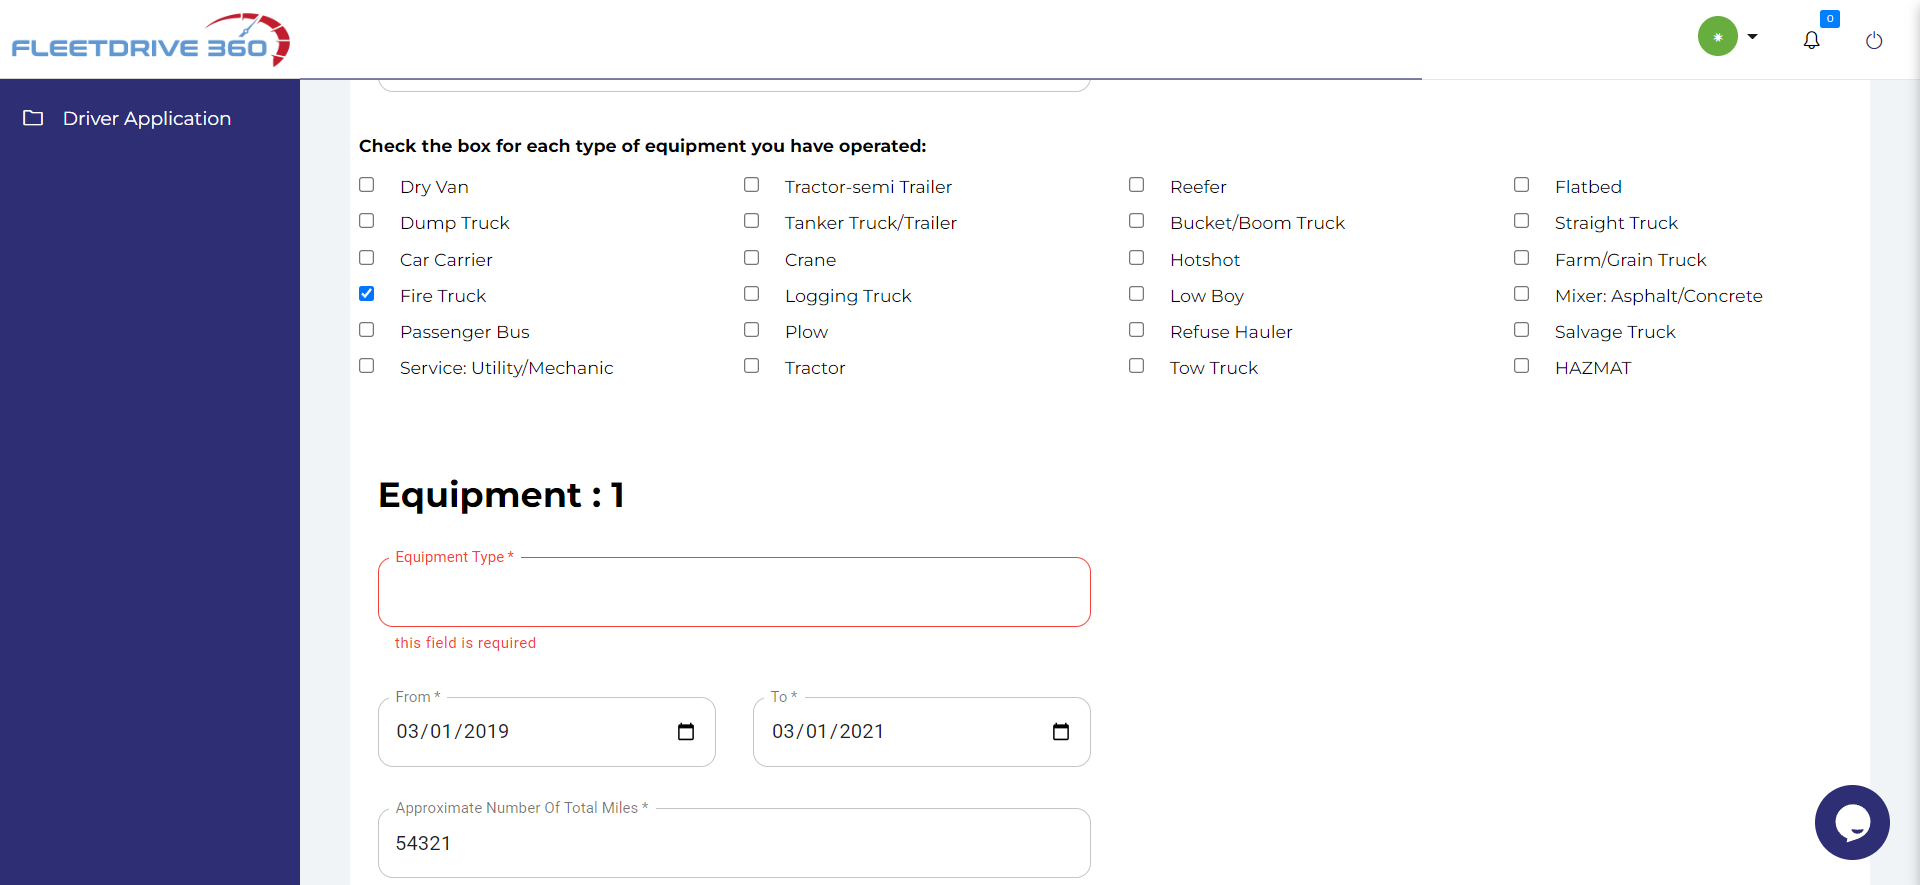 FLEETDRIVE 360
0
Driver Application
Check the box for each type of equipment you have operated:
Dry Van
Tractor-semi Trailer
Reefer
Flatbed
Dump Truck
Tanker Truck/Trailer
Bucket/Boom Truck
Straight Truck
Car Carrier
Crane
Hotshot
Farm/Grain Truck
Fire Truck
Logging Truck
Low Boy
Mixer: Asphalt/Concrete
Passenger Bus
Plow
Refuse Hauler
Salvage Truck
Service: Utility/Mechanic
Tractor
Tow Truck
HAZMAT
Equipment : 1
Equipment Type *
this field is required
From *
03/01/2019
To *
03/01/2021
Approximate Number Of Total Miles *
54321